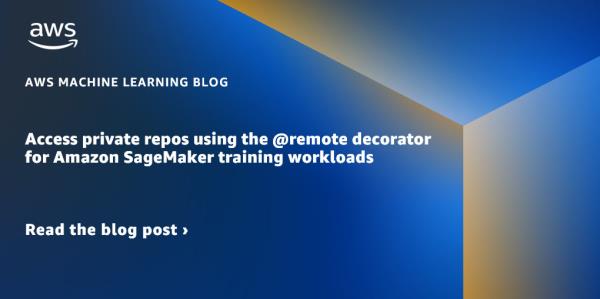 aws
AWS MACHINE LEARNING BLOG
Access private repos using the @remote decorator
for Amazon SageMaker training workloads
Read the blog post ›